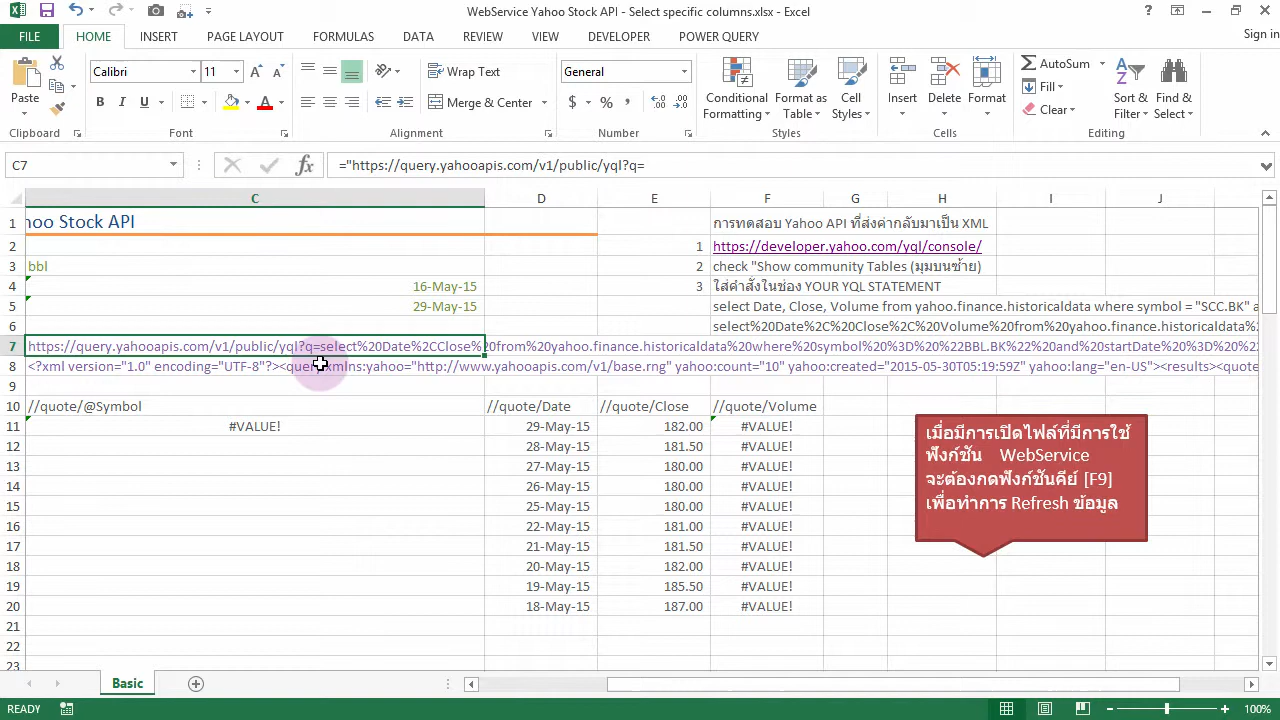 WebService Yahoo Stock API - Select specific columns.xlsx - Excel
FILE HOME INSERT PAGE LAYOUT FORMULAS DATA REVIEW VIEW DEVELOPER POWER QUERY Sign in
Paste
Calibri 11
Wrap Text
General
Conditional Formatting
Format as Table
Cell Styles
Insert
Delete
Format
AutoSum
Fill
Clear
Sort & Filter
Find & Select
B I U
A
Merge & Center
$ % ,
Clipboard Font Alignment Number Styles Cells Editing
C7 fx ="https://query.yahooapis.com/v1/public/yql?q=
C D E F G H I J
1 hoo Stock API การทดสอบ Yahoo API ที่ส่งค่ากลับมาเป็น XML
2 1 https://developer.yahoo.com/yql/console/
3 bbl 2 check "Show community Tables (มุมบนซ้าย)
4 16-May-15 3 ใส่คำสั่งในช่อง YOUR YQL STATEMENT
5 29-May-15 select Date, Close, Volume from yahoo.finance.historicaldata where symbol = "SCC.BK" a
6 select%20Date%2C%20Close%2C%20Volume%20from%20yahoo.finance.historicaldata%20w
7 https://query.yahooapis.com/v1/public/yql?q=select%20Date%2CClose%20from%20yahoo.finance.historicaldata%20where%20symbol%20%3D%20%22BBL.BK%22%20and%20startDate%20%3D%20%22
8 <?xml version="1.0" encoding="UTF-8"?><query xmlns:yahoo="http://www.yahooapis.com/v1/base.rng" yahoo:count="10" yahoo:created="2015-05-30T05:19:59Z" yahoo:lang="en-US"><results><quote
9
10 //quote/@Symbol //quote/Date //quote/Close //quote/Volume
11 #VALUE! 29-May-15 182.00 #VALUE!
12 28-May-15 181.50 #VALUE!
13 27-May-15 180.00 #VALUE!
14 26-May-15 180.00 #VALUE!
15 25-May-15 180.00 #VALUE!
16 22-May-15 181.00 #VALUE!
17 21-May-15 181.50 #VALUE!
18 20-May-15 182.00 #VALUE!
19 19-May-15 185.50 #VALUE!
20 18-May-15 187.00 #VALUE!
21
22
23
เมื่อมีการเปิดไฟล์ที่มีการใช้
ฟังก์ชัน WebService
จะต้องกดฟังก์ชันคีย์ [F9]
เพื่อทำการ Refresh ข้อมูล
Basic
READY 100%